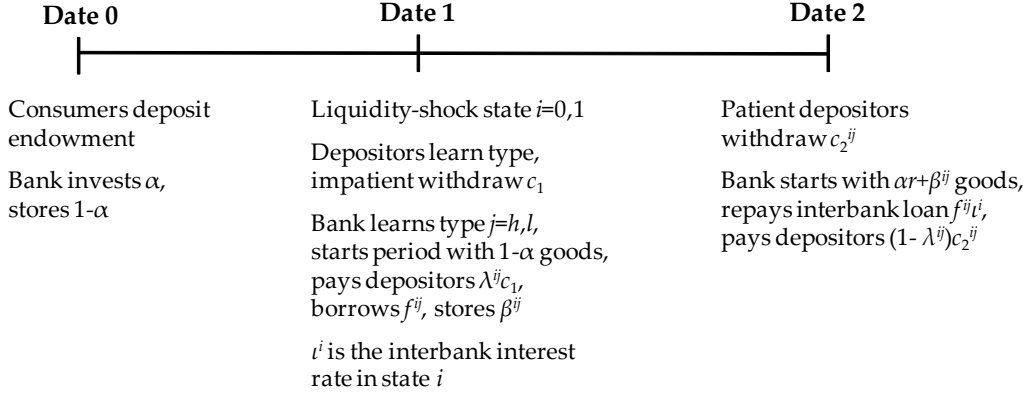 Date 0
Date 1
Date 2
Consumers deposit
endowment
Bank invests α,
stores 1-α
Liquidity-shock state i=0,1
Depositors learn type,
impatient withdraw c₁
Bank learns type j=h,l,
starts period with 1-α goods,
pays depositors λⁱʲc₁,
borrows fⁱʲ, stores βⁱʲ
ιⁱ is the interbank interest
rate in state i
Patient depositors
withdraw c₂ⁱʲ
Bank starts with αr+βⁱʲ goods,
repays interbank loan fⁱʲιⁱ,
pays depositors (1- λⁱʲ)c₂ⁱʲ